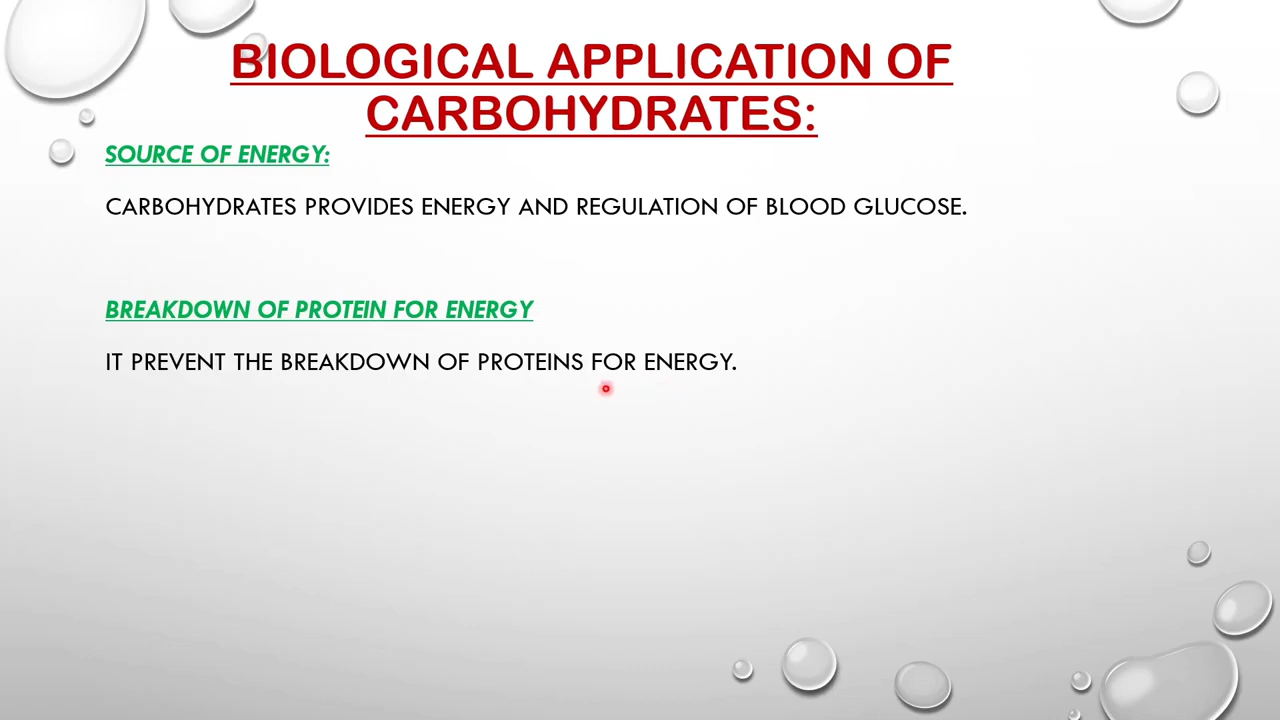 BIOLOGICAL APPLICATION OF
CARBOHYDRATES:
SOURCE OF ENERGY:
CARBOHYDRATES PROVIDES ENERGY AND REGULATION OF BLOOD GLUCOSE.
BREAKDOWN OF PROTEIN FOR ENERGY
IT PREVENT THE BREAKDOWN OF PROTEINS FOR ENERGY.